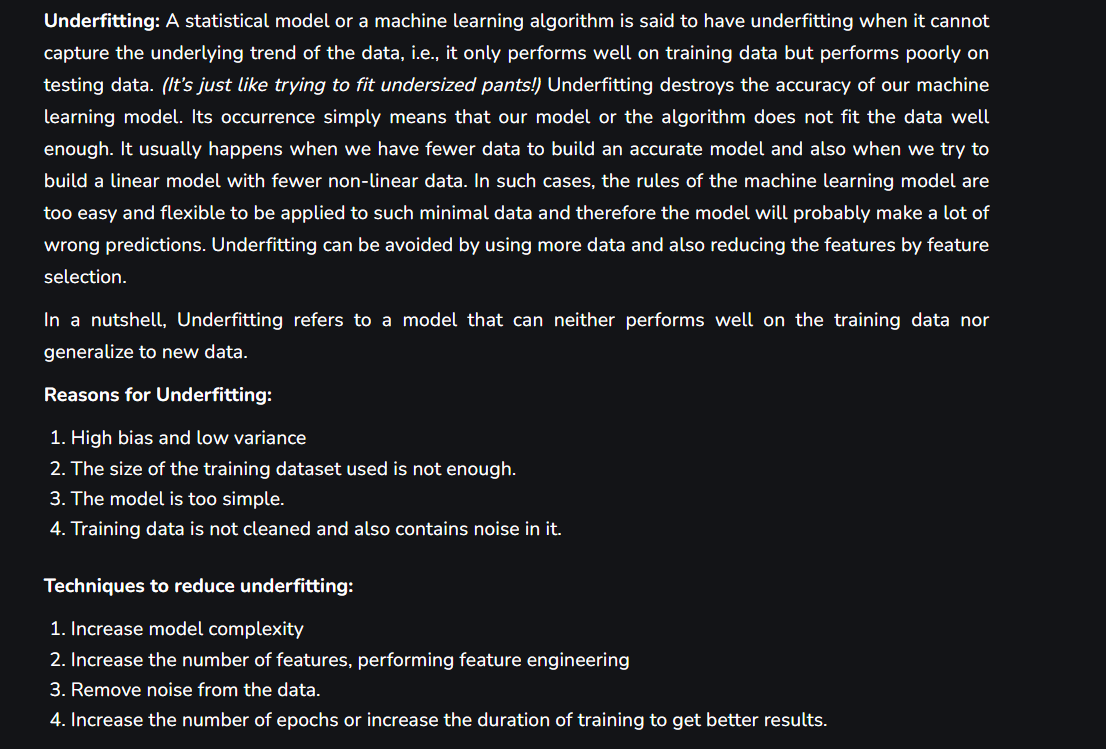 Underfitting: A statistical model or a machine learning algorithm is said to have underfitting when it cannot
capture the underlying trend of the data, i.e., it only performs well on training data but performs poorly on
testing data. (It's just like trying to fit undersized pants!) Underfitting destroys the accuracy of our machine
learning model. Its occurrence simply means that our model or the algorithm does not fit the data well
enough. It usually happens when we have fewer data to build an accurate model and also when we try to
build a linear model with fewer non-linear data. In such cases, the rules of the machine learning model are
too easy and flexible to be applied to such minimal data and therefore the model will probably make a lot of
wrong predictions. Underfitting can be avoided by using more data and also reducing the features by feature
selection.
In a nutshell, Underfitting refers to a model that can neither performs well on the training data nor
generalize to new data.
Reasons for Underfitting:
1. High bias and low variance
2. The size of the training dataset used is not enough.
3. The model is too simple.
4. Training data is not cleaned and also contains noise in it.
Techniques to reduce underfitting:
1. Increase model complexity
2. Increase the number of features, performing feature engineering
3. Remove noise from the data.
4. Increase the number of epochs or increase the duration of training to get better results.